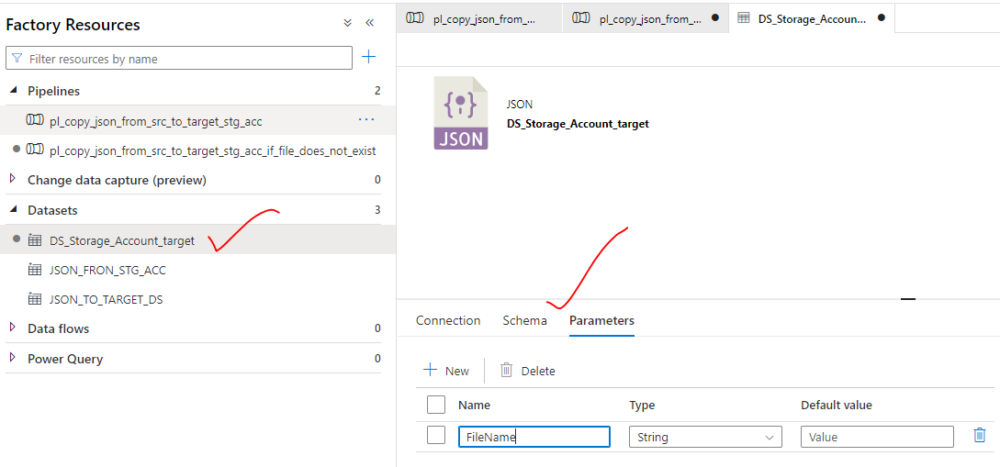 Factory Resources
Filter resources by name
Pipelines 2
pl_copy_json_from_src_to_target_stg_acc ...
pl_copy_json_from_src_to_target_stg_acc_if_file_does_not_exist
Change data capture (preview) 0
Datasets 3
DS_Storage_Account_target
JSON_FRON_STG_ACC
JSON_TO_TARGET_DS
Data flows 0
Power Query 0
pl_copy_json_from_... pl_copy_json_from_... DS_Storage_Accoun...
JSON
JSON
DS_Storage_Account_target
Connection Schema Parameters
New Delete
Name Type Default value
FileName String Value